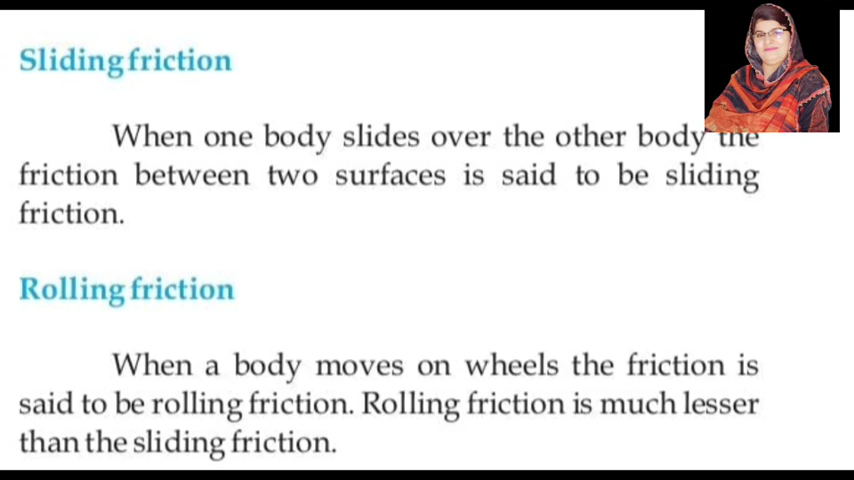 Sliding friction
When one body slides over the other body the
friction between two surfaces is said to be sliding
friction.
Rolling friction
When a body moves on wheels the friction is
said to be rolling friction. Rolling friction is much lesser
than the sliding friction.